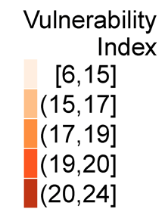 Vulnerability
Index
[6,15]
(15,17]
(17,19]
(19,20]
(20,24]